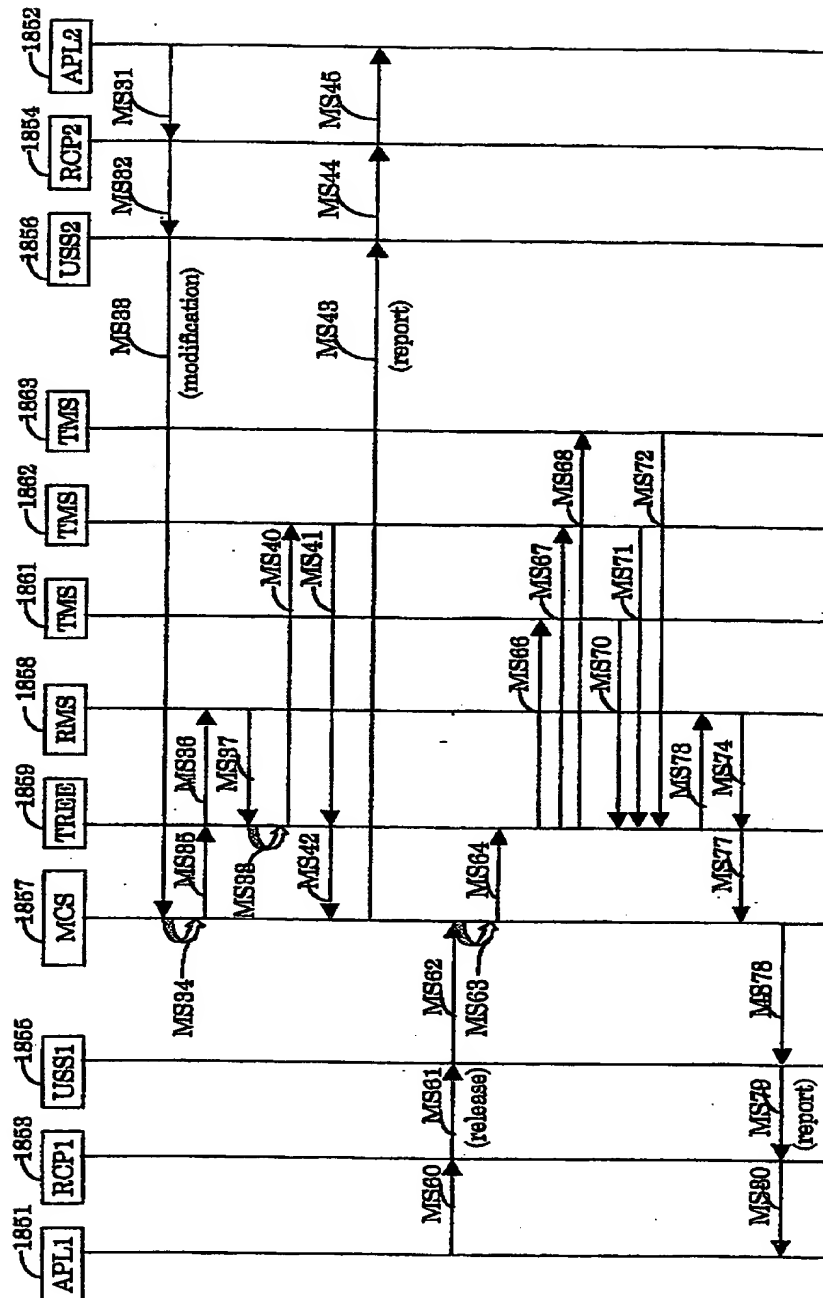 1851
1853
1855
1857
1859
1858
1861
1862
1863
1856
1854
1852
APL1
RCP1
USS1
MCS
TREE
RMS
TMS
TMS
TMS
USS2
RCP2
APL2
MS31
MS32
MS33
(modification)
MS34
MS35
MS36
MS37
MS38
MS40
MS41
MS42
MS43
(report)
MS44
MS45
MS60
MS61
(release)
MS62
MS63
MS64
MS66
MS67
MS68
MS70
MS71
MS72
MS73
MS74
MS77
MS78
MS79
(report)
MS80